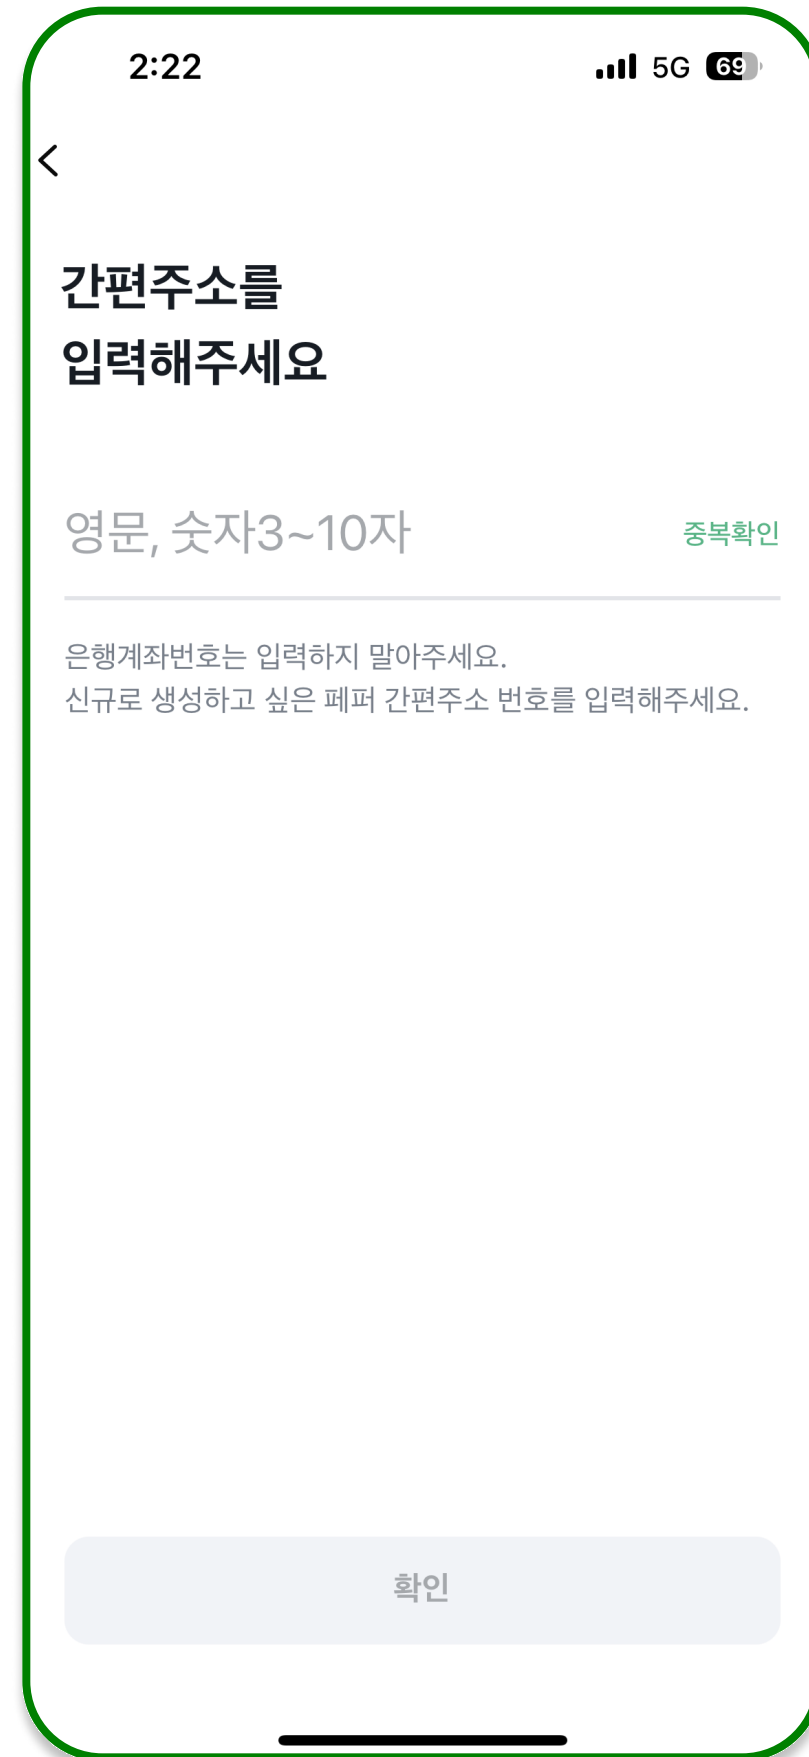 2:22 5G 69
간편주소를
입력해주세요
영문, 숫자3~10자 중복확인
은행계좌번호는 입력하지 말아주세요.
신규로 생성하고 싶은 페퍼 간편주소 번호를 입력해주세요.
확인